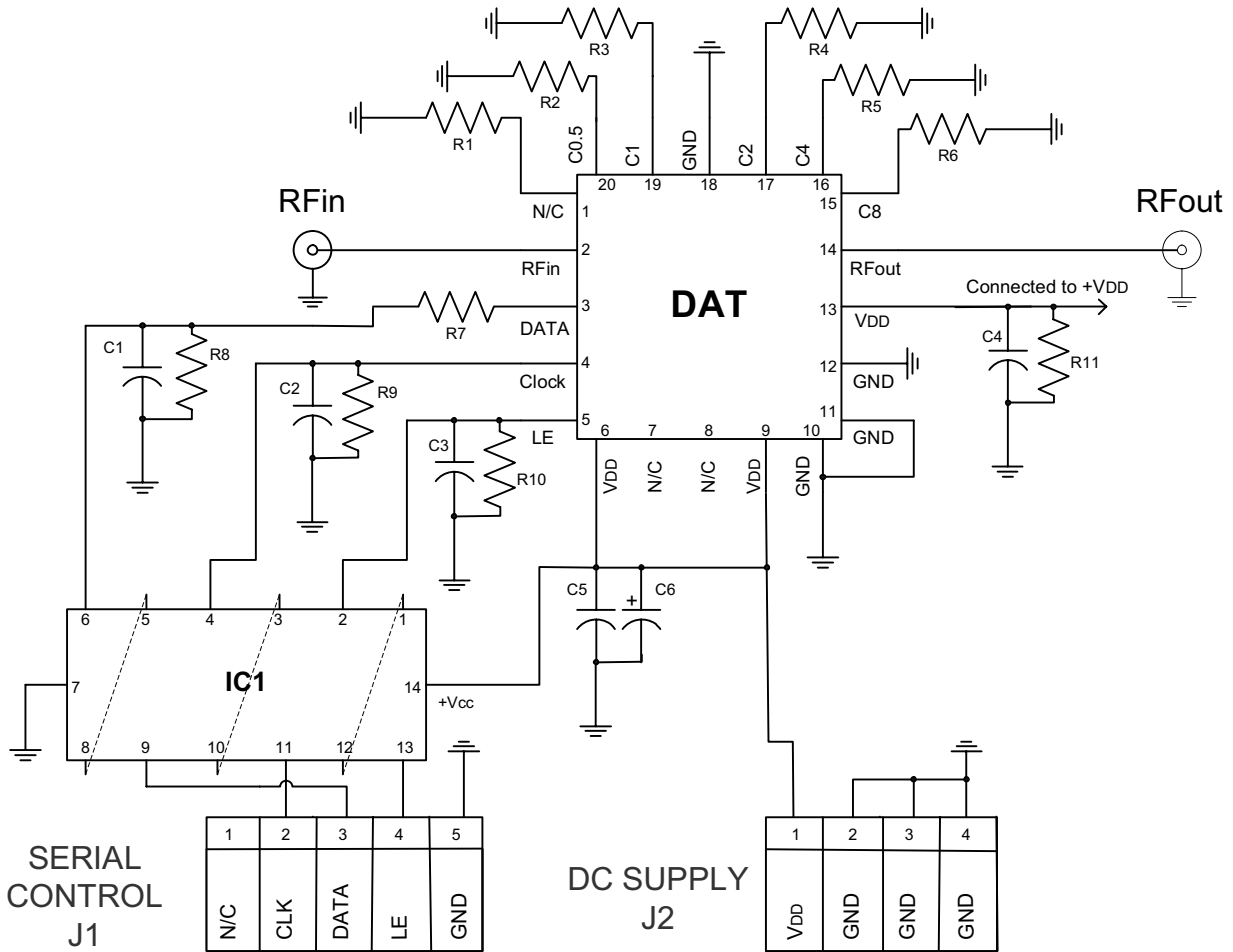 R3
R4
R2
R5
R1
R6
C0.5
C1
GND
C2
C4
20
19
18
17
16
15
N/C
1
C8
RFin
RFout
2
14
RFin
RFout
DAT
3
13
Connected to +VDD
DATA
VDD
R7
C1
R8
C4
R11
4
12
Clock
GND
C2
R9
5
11
LE
GND
6
7
8
9
10
C3
R10
VDD
N/C
N/C
VDD
GND
C5
+
C6
6
5
4
3
2
1
7
IC1
14
+Vcc
8
9
10
11
12
13
1
2
3
4
5
N/C
CLK
DATA
LE
GND
SERIAL
CONTROL
J1
DC SUPPLY
J2
1
2
3
4
VDD
GND
GND
GND